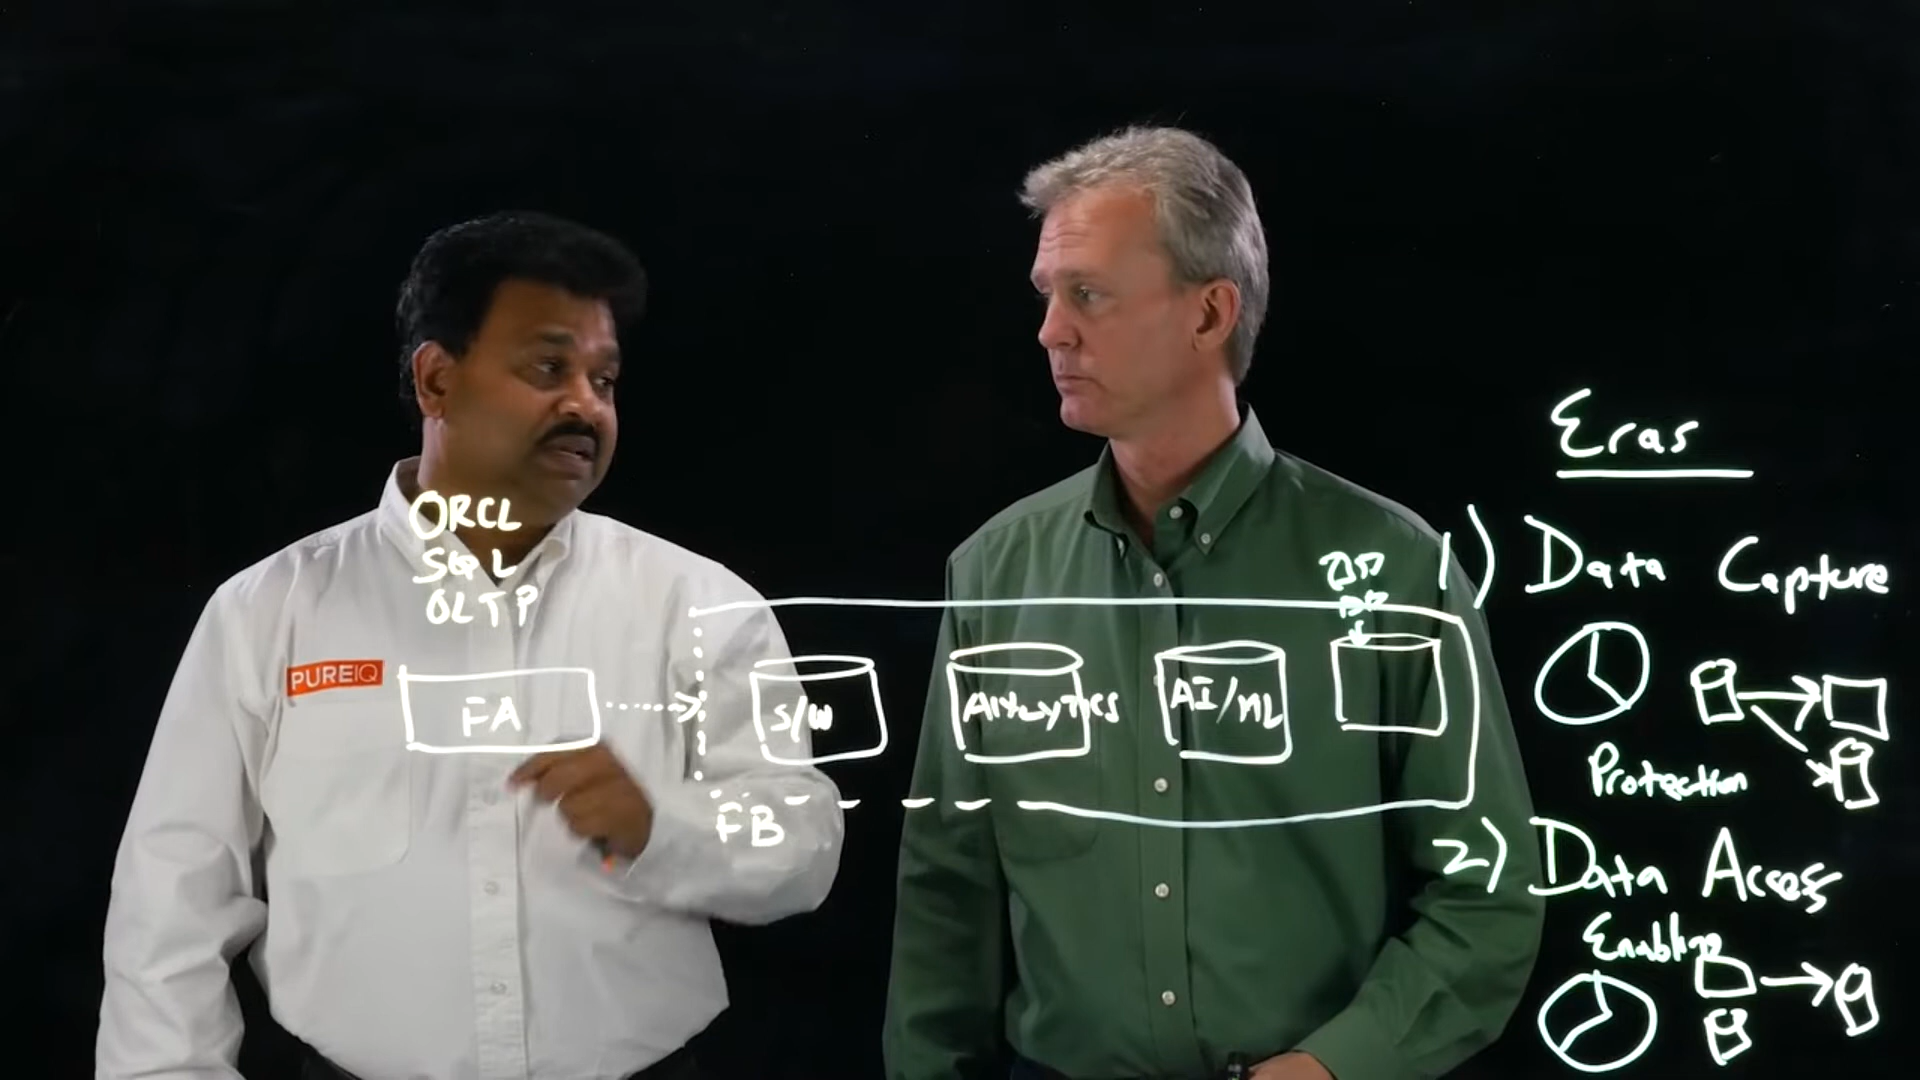 Eras
ORCL
SQL
OLTP
1) Data Capture
PUREIQ
FA
S/W
ANALYTICS
AI/ML
Protection
FB
2) Data Access
Enabling